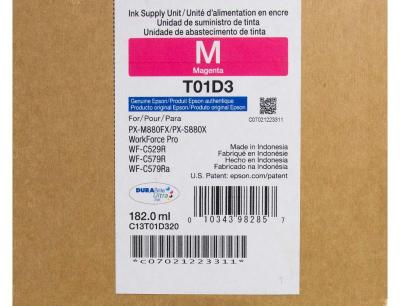 Ink Supply Unit/Unité d'alimentation en encre
Unidad de suministro de tinta
Unidade de abastecimento de tinta
M
Magenta
T01D3
Genuine Epson/Produit Epson authentique
Producto original Epson/Produto original Epson
C07021223311
For/Pour/Para
PX-M880FX/PX-S880X
WorkForce Pro
WF-C529R
WF-C579R
WF-C579Ra
Made in Indonesia
Fabriqué en Indonésie
Hecho en Indonesia
Fabricado na Indonésia
U.S. Patent: epson.com/patent
DURABrite
Ultra
Ink
182.0 ml
C13T01D320
0 10343 98285 7
*c07021223311*